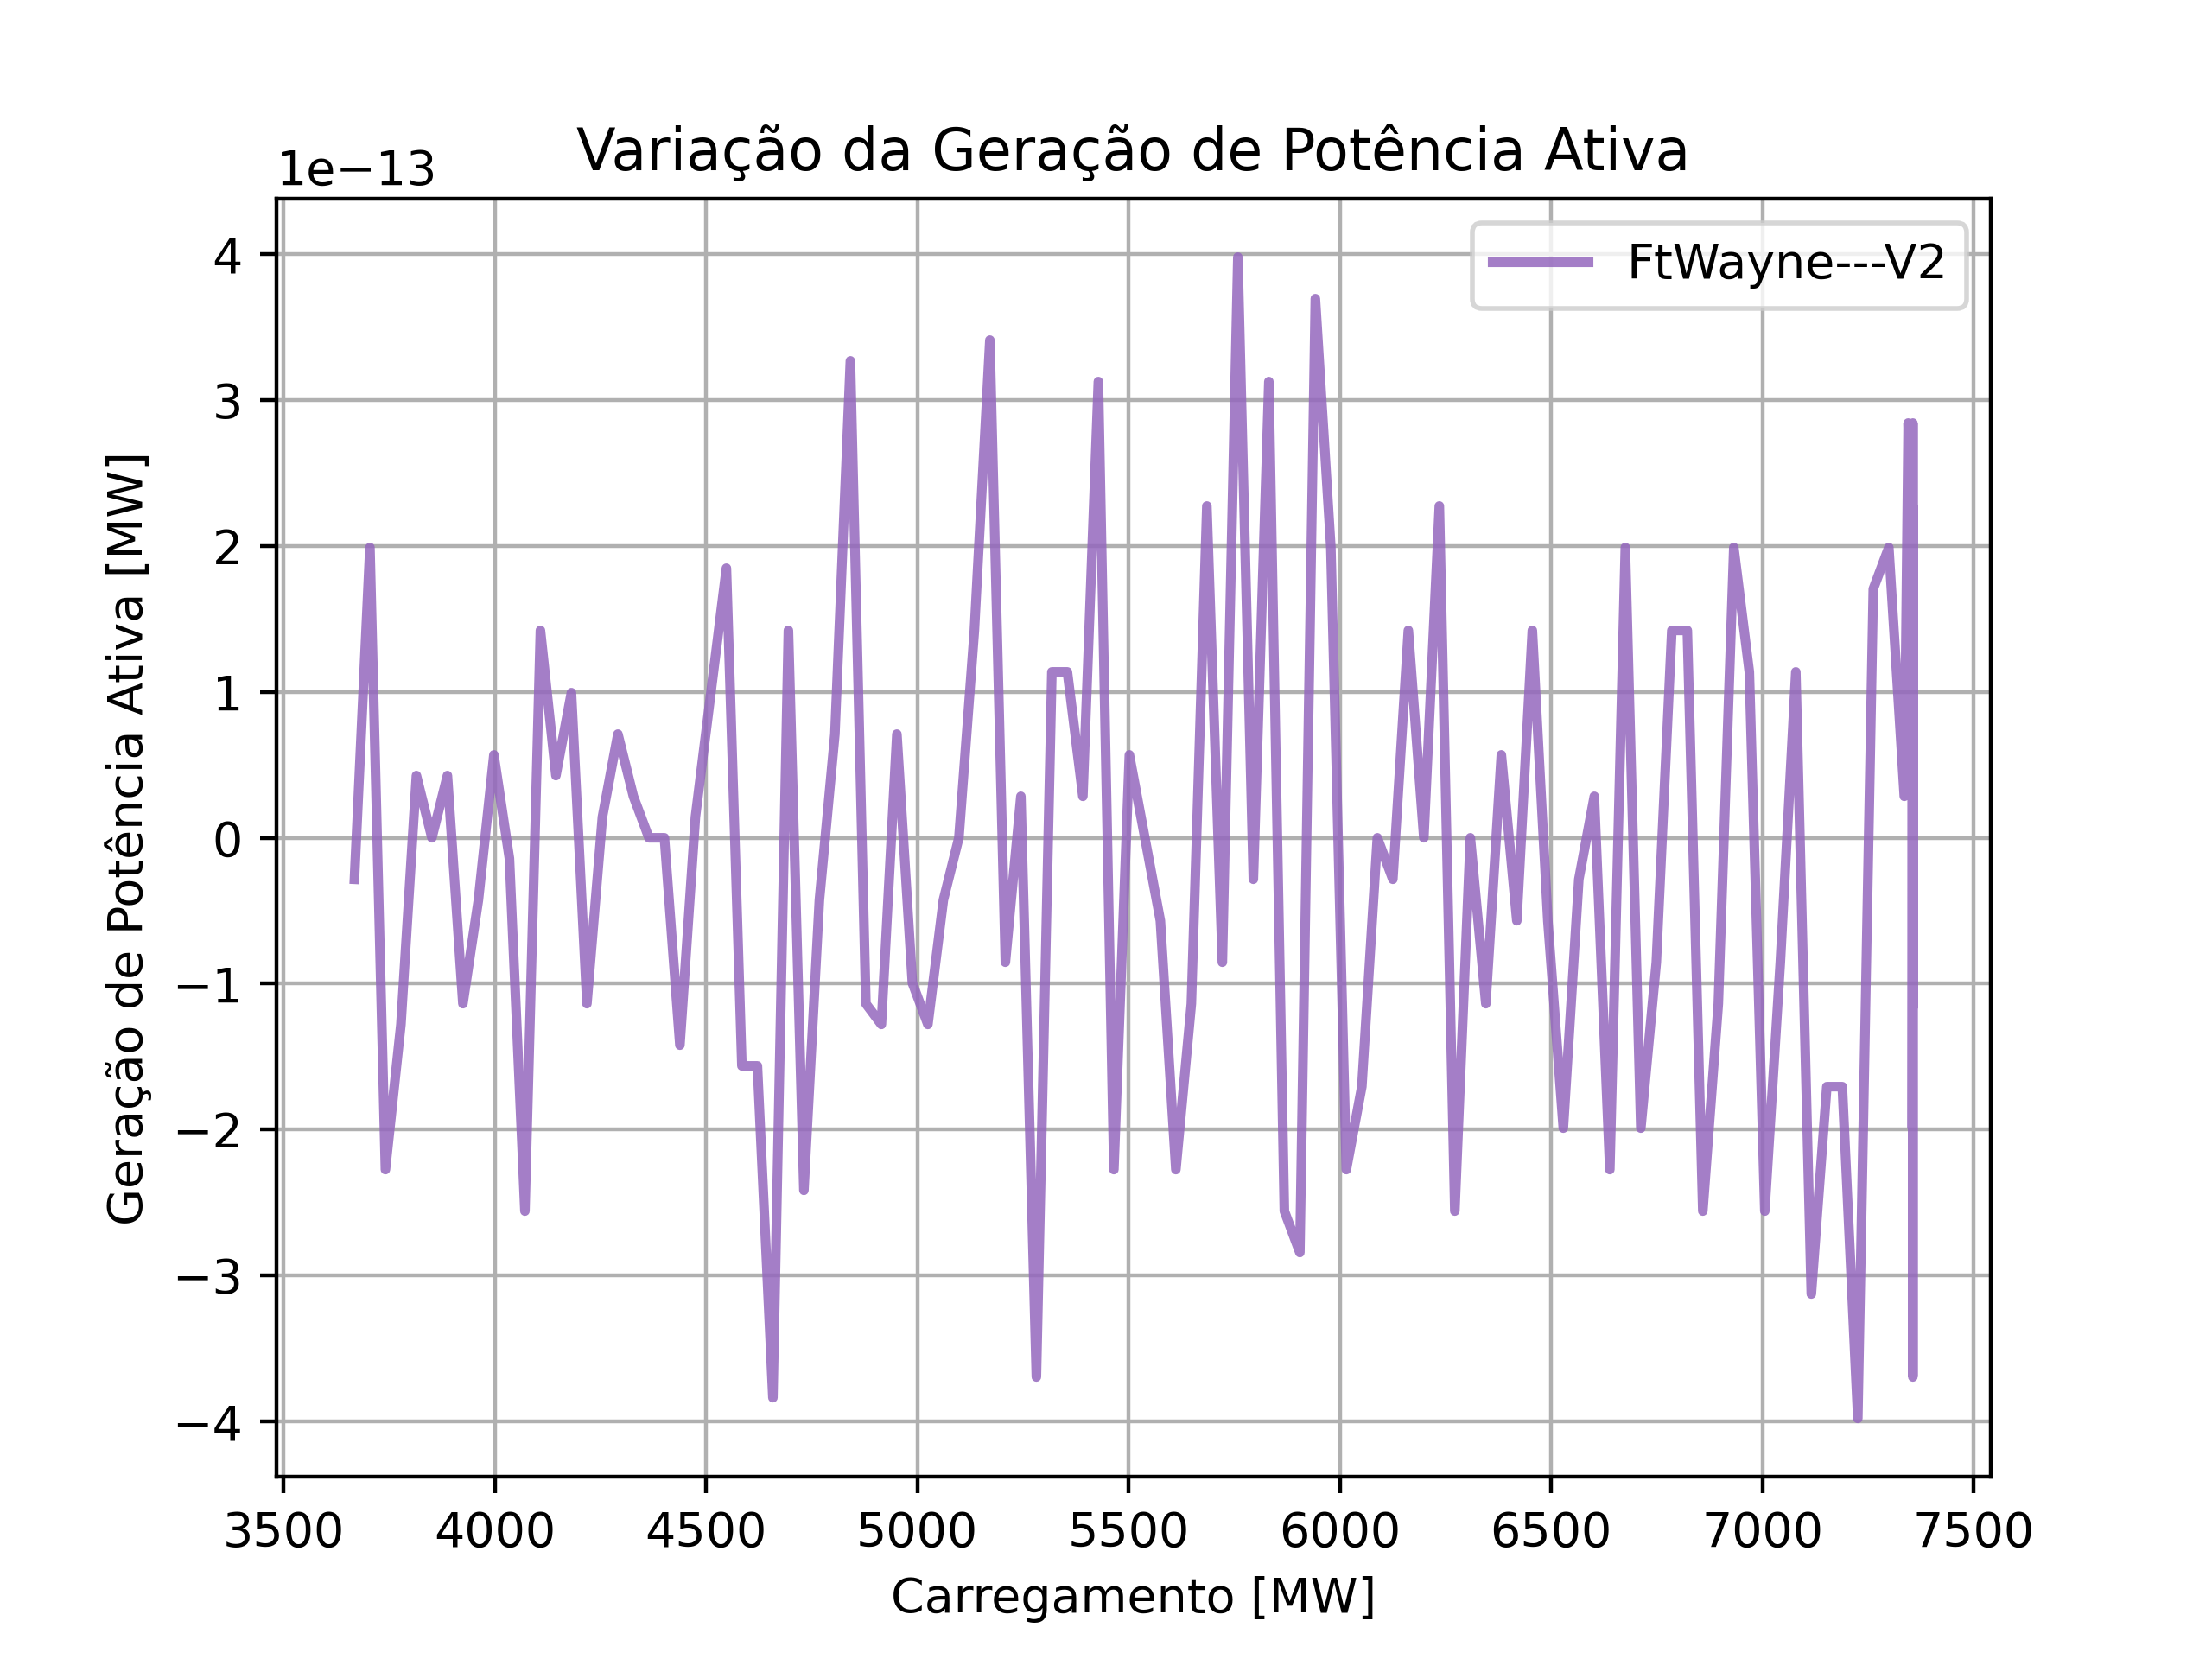 Variação da Geração de Potência Ativa
1e−13
FtWayne---V2
Geração de Potência Ativa [MW]
4
3
2
1
0
−1
−2
−3
−4
3500 4000 4500 5000 5500 6000 6500 7000 7500
Carregamento [MW]